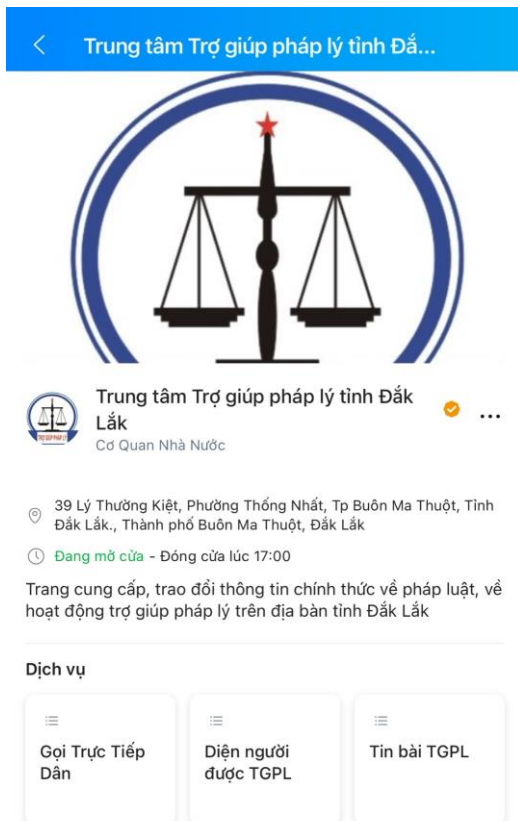 Trung tâm Trợ giúp pháp lý tỉnh Đắ...
Trung tâm Trợ giúp pháp lý tỉnh Đắk
Lắk
Cơ Quan Nhà Nước
TRỢ GIÚP PHÁP LÝ
39 Lý Thường Kiệt, Phường Thống Nhất, Tp Buôn Ma Thuột, Tỉnh
Đắk Lắk., Thành phố Buôn Ma Thuột, Đắk Lắk
Đang mở cửa - Đóng cửa lúc 17:00
Trang cung cấp, trao đổi thông tin chính thức về pháp luật, về
hoạt động trợ giúp pháp lý trên địa bàn tỉnh Đắk Lắk
Dịch vụ
Gọi Trực Tiếp
Dân
Diện người
được TGPL
Tin bài TGPL